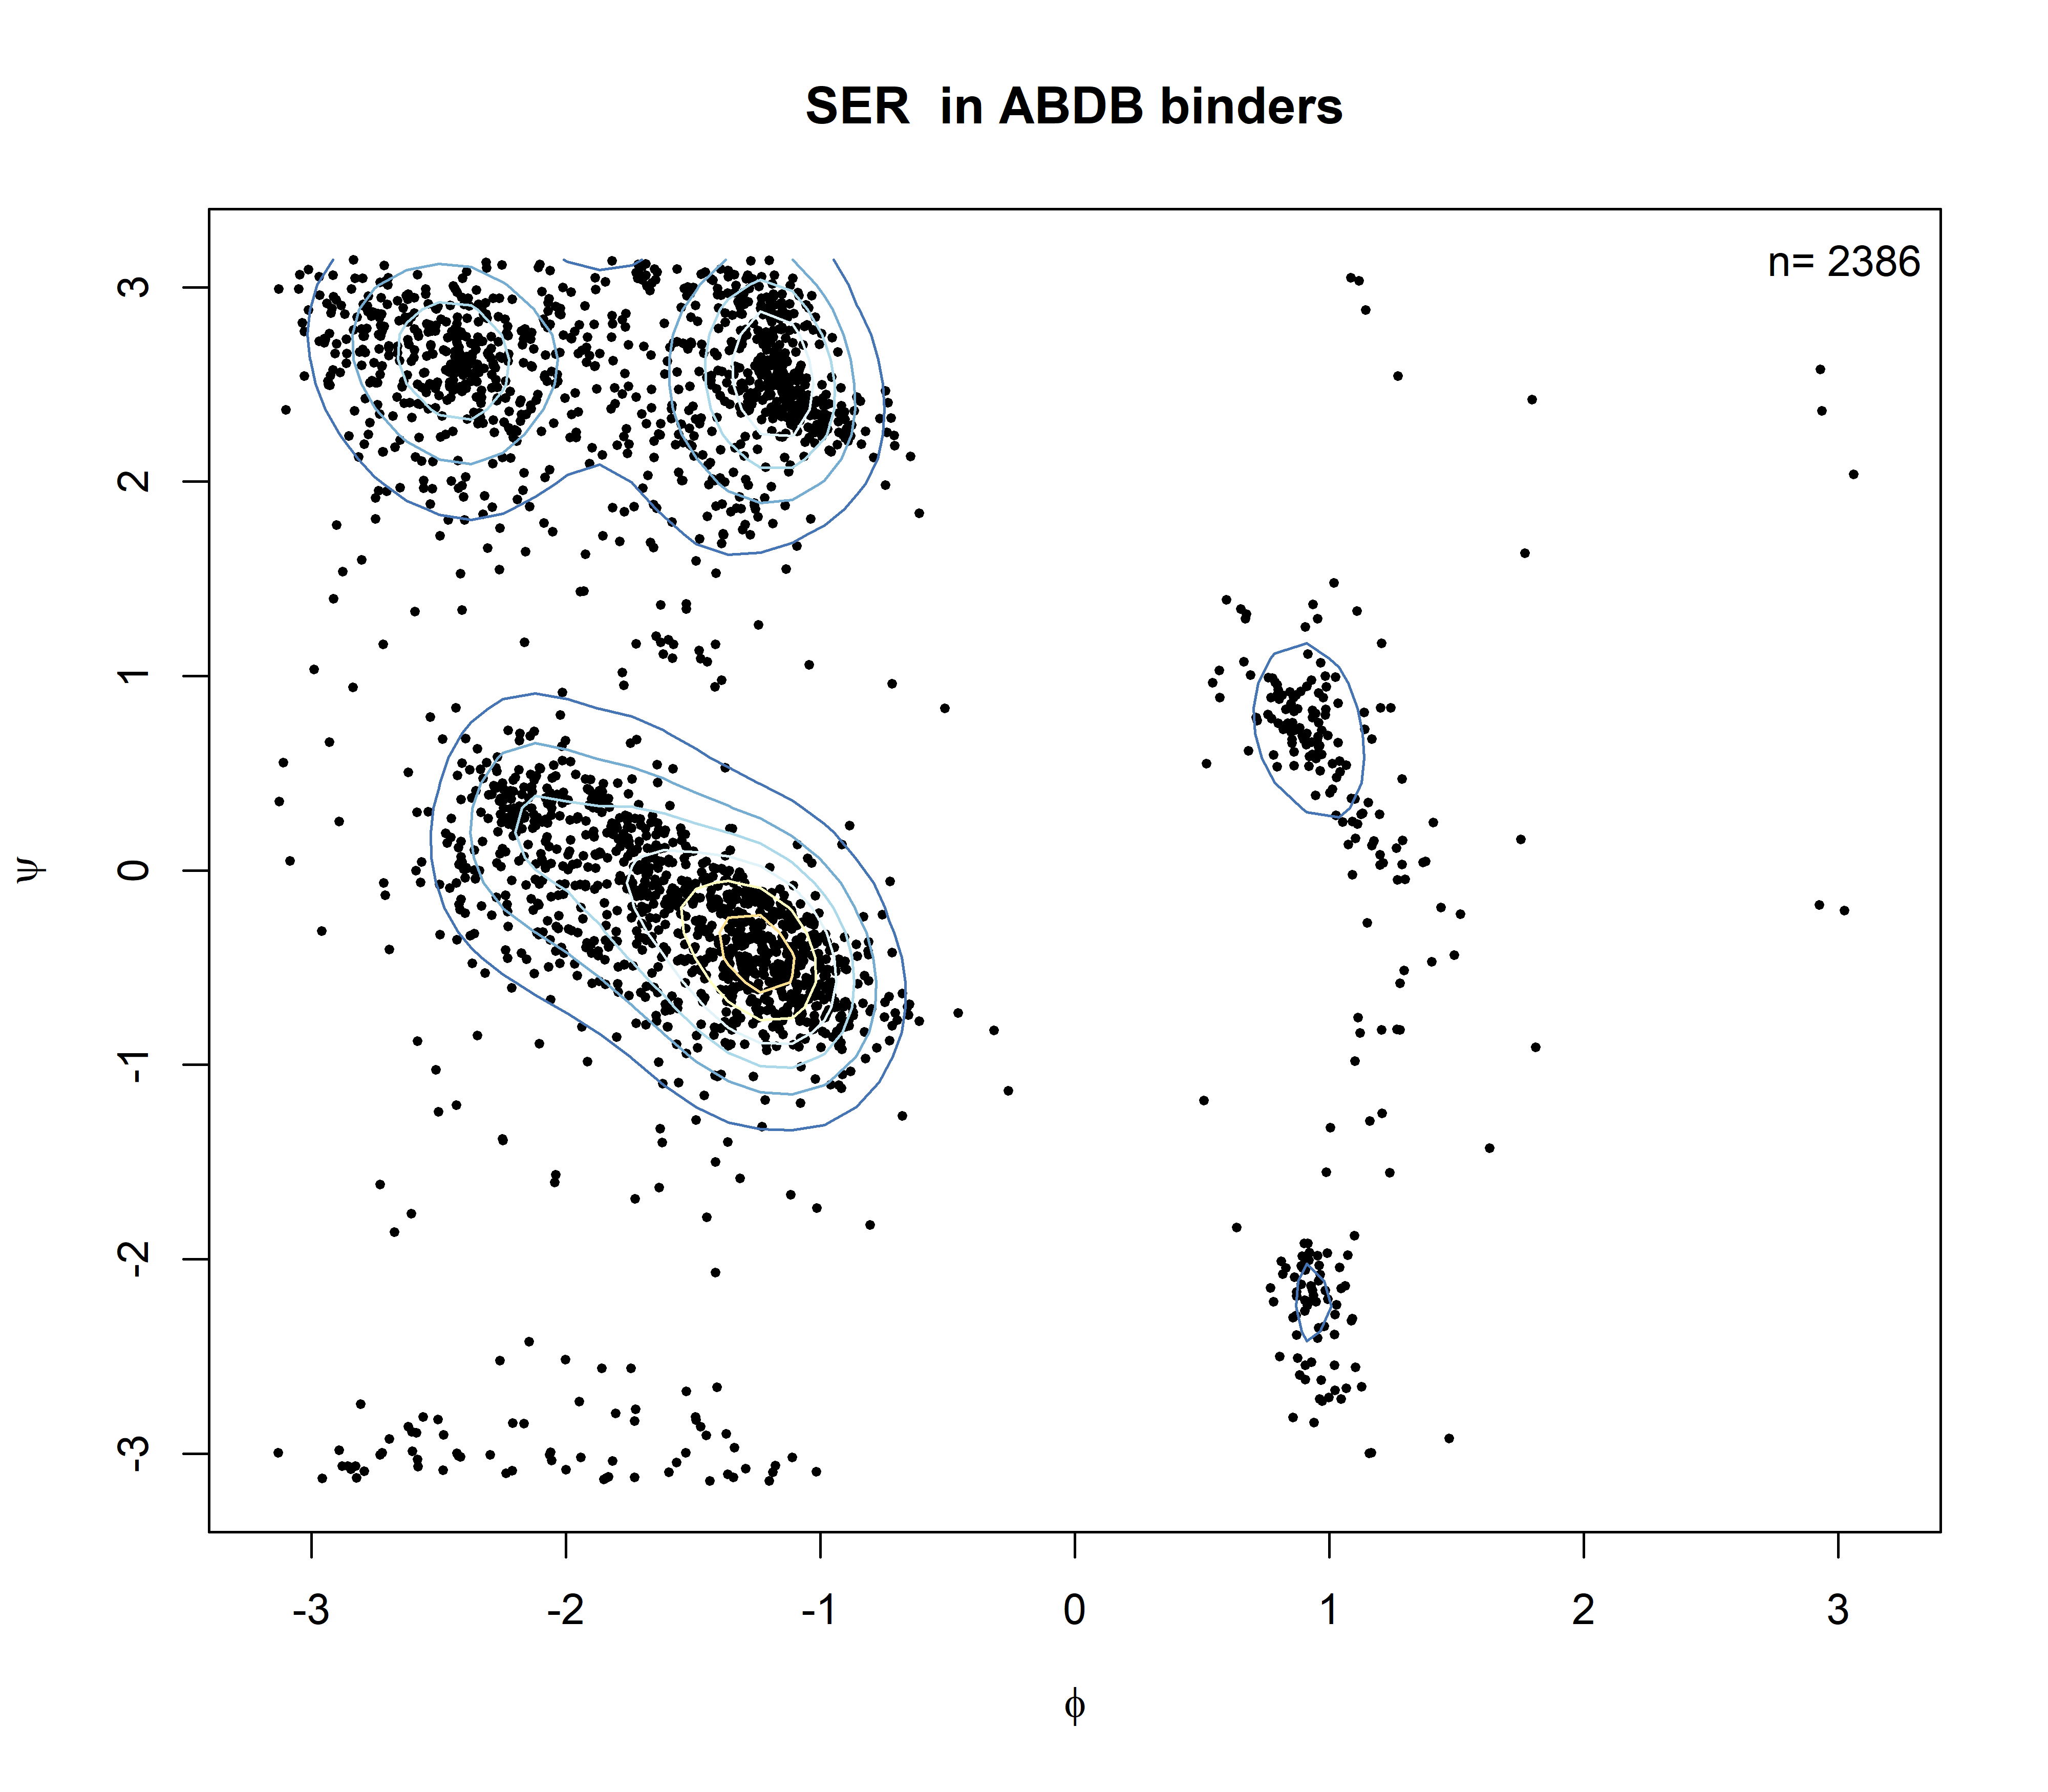 SER  in ABDB binders
n= 2386
3
2
1
0
-1
-2
-3
ψ
-3 -2 -1 0 1 2 3
ϕ